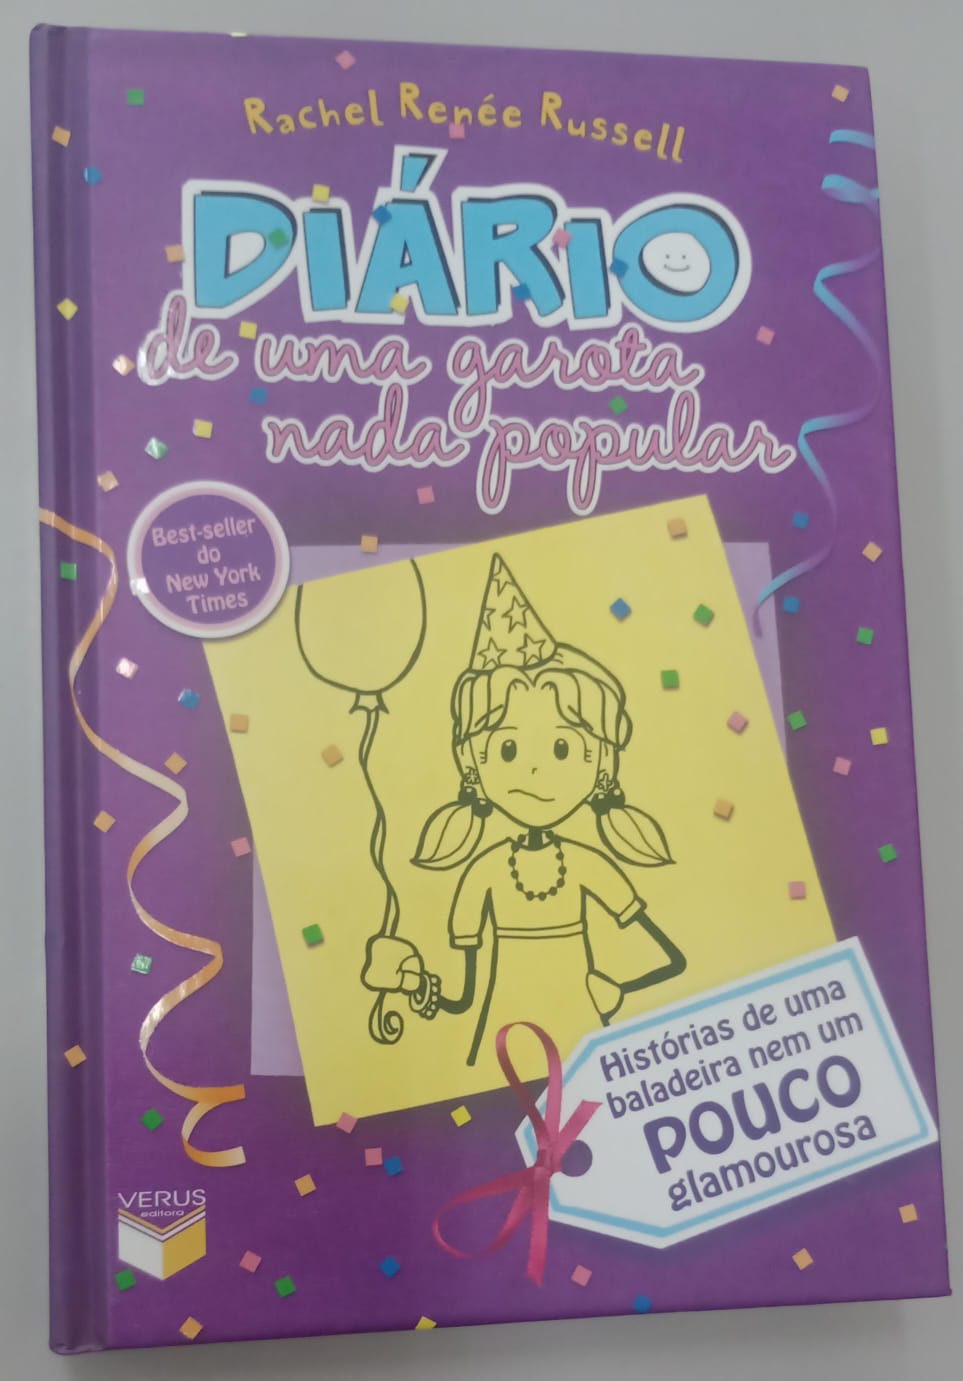 Rachel Renée Russell
DIÁRIO
de uma garota
nada popular
Best-seller
do
New York
Times
Histórias de uma
baladeira nem um
POUCO
glamourosa
VERUS
editora